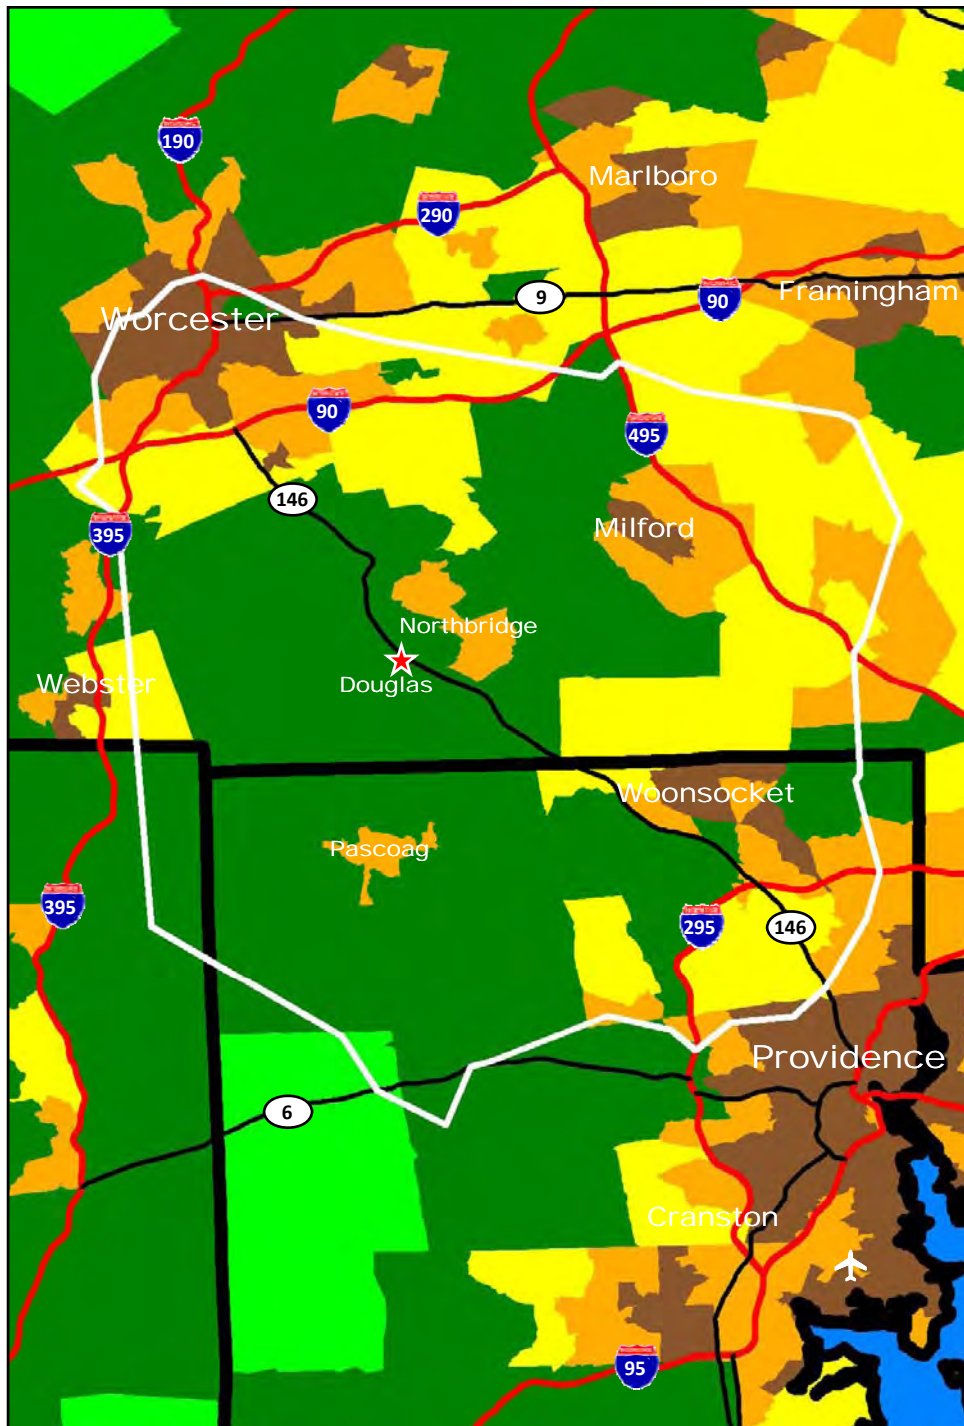 190
Marlboro
290
9
90
Framingham
Worcester
90
495
146
395
Milford
Northbridge
Douglas
Webster
Woonsocket
Pascoag
395
295
146
Providence
6
Cranston
95